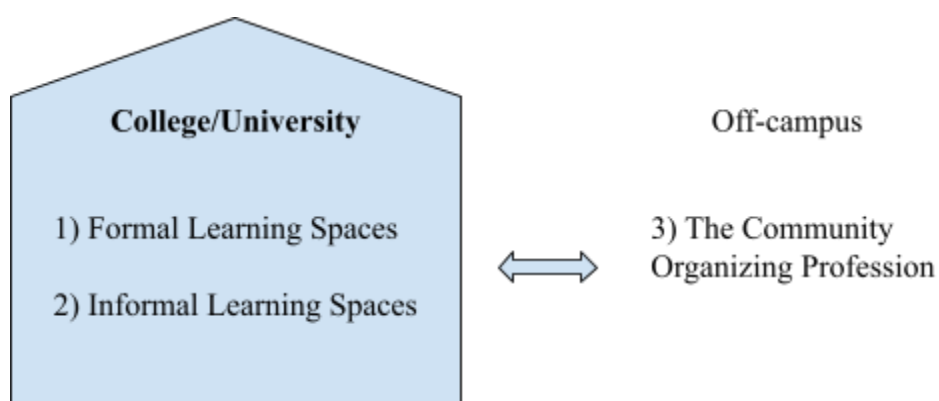 College/University
1) Formal Learning Spaces
2) Informal Learning Spaces
Off-campus
3) The Community
Organizing Profession